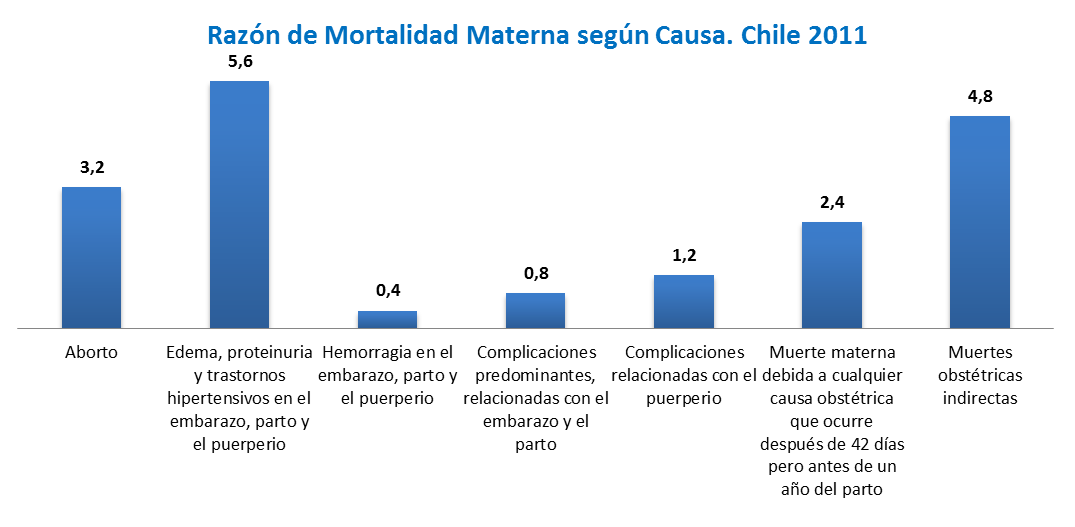 Razón de Mortalidad Materna según Causa. Chile 2011
3,2
5,6
0,4
0,8
1,2
2,4
4,8
Aborto
Edema, proteinuria
y trastornos
hipertensivos en el
embarazo, parto y
el puerperio
Hemorragia en el
embarazo, parto y
el puerperio
Complicaciones
predominantes,
relacionadas con el
embarazo y el
parto
Complicaciones
relacionadas con el
puerperio
Muerte materna
debida a cualquier
causa obstétrica
que ocurre
después de 42 días
pero antes de un
año del parto
Muertes
obstétricas
indirectas